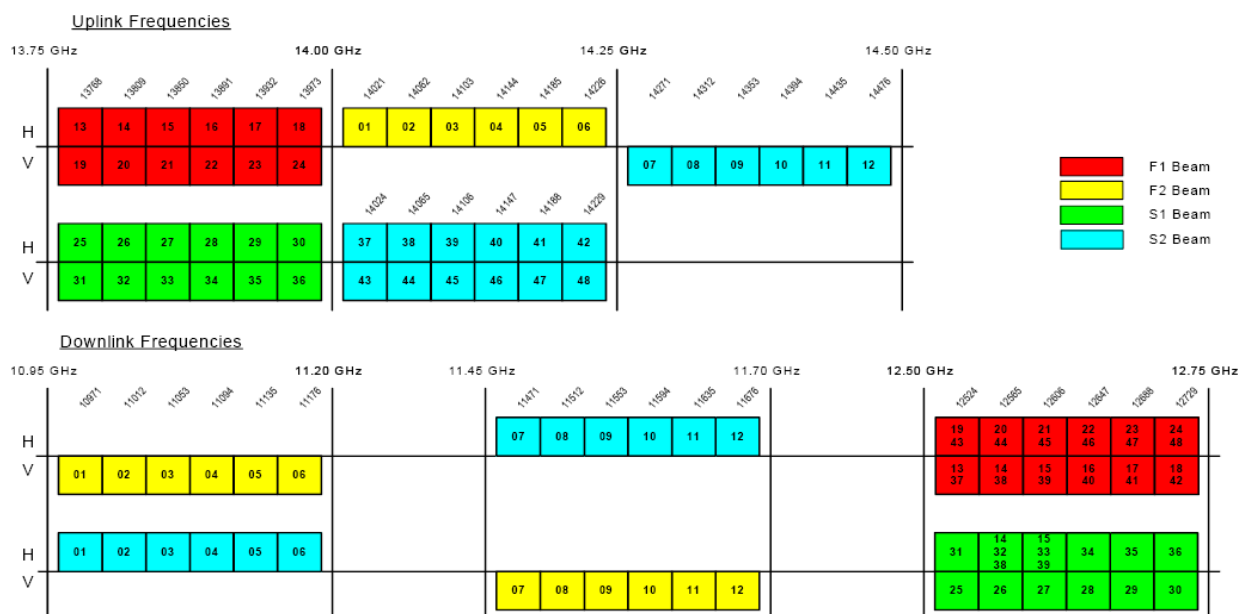 Uplink Frequencies
13.75 GHz 14.00 GHz 14.25 GHz 14.50 GHz
13768 13809 13850 13891 13932 13973 14021 14062 14103 14144 14185 14226 14271 14312 14353 14394 14435 14476
H 13 14 15 16 17 18 01 02 03 04 05 06
V 19 20 21 22 23 24 07 08 09 10 11 12
F1 Beam
F2 Beam
S1 Beam
S2 Beam
14024 14065 14106 14147 14188 14229
H 25 26 27 28 29 30 37 38 39 40 41 42
V 31 32 33 34 35 36 43 44 45 46 47 48
Downlink Frequencies
10.95 GHz 11.20 GHz 11.45 GHz 11.70 GHz 12.50 GHz 12.75 GHz
10971 11012 11053 11094 11135 11176 11471 11512 11553 11594 11635 11676 12524 12565 12606 12647 12688 12729
H 07 08 09 10 11 12
19 20 21 22 23 24
43 44 45 46 47 48
V 01 02 03 04 05 06
13 14 15 16 17 18
37 38 39 40 41 42
H 01 02 03 04 05 06
14 15
31 32 33 34 35 36
38 39
V 07 08 09 10 11 12 25 26 27 28 29 30